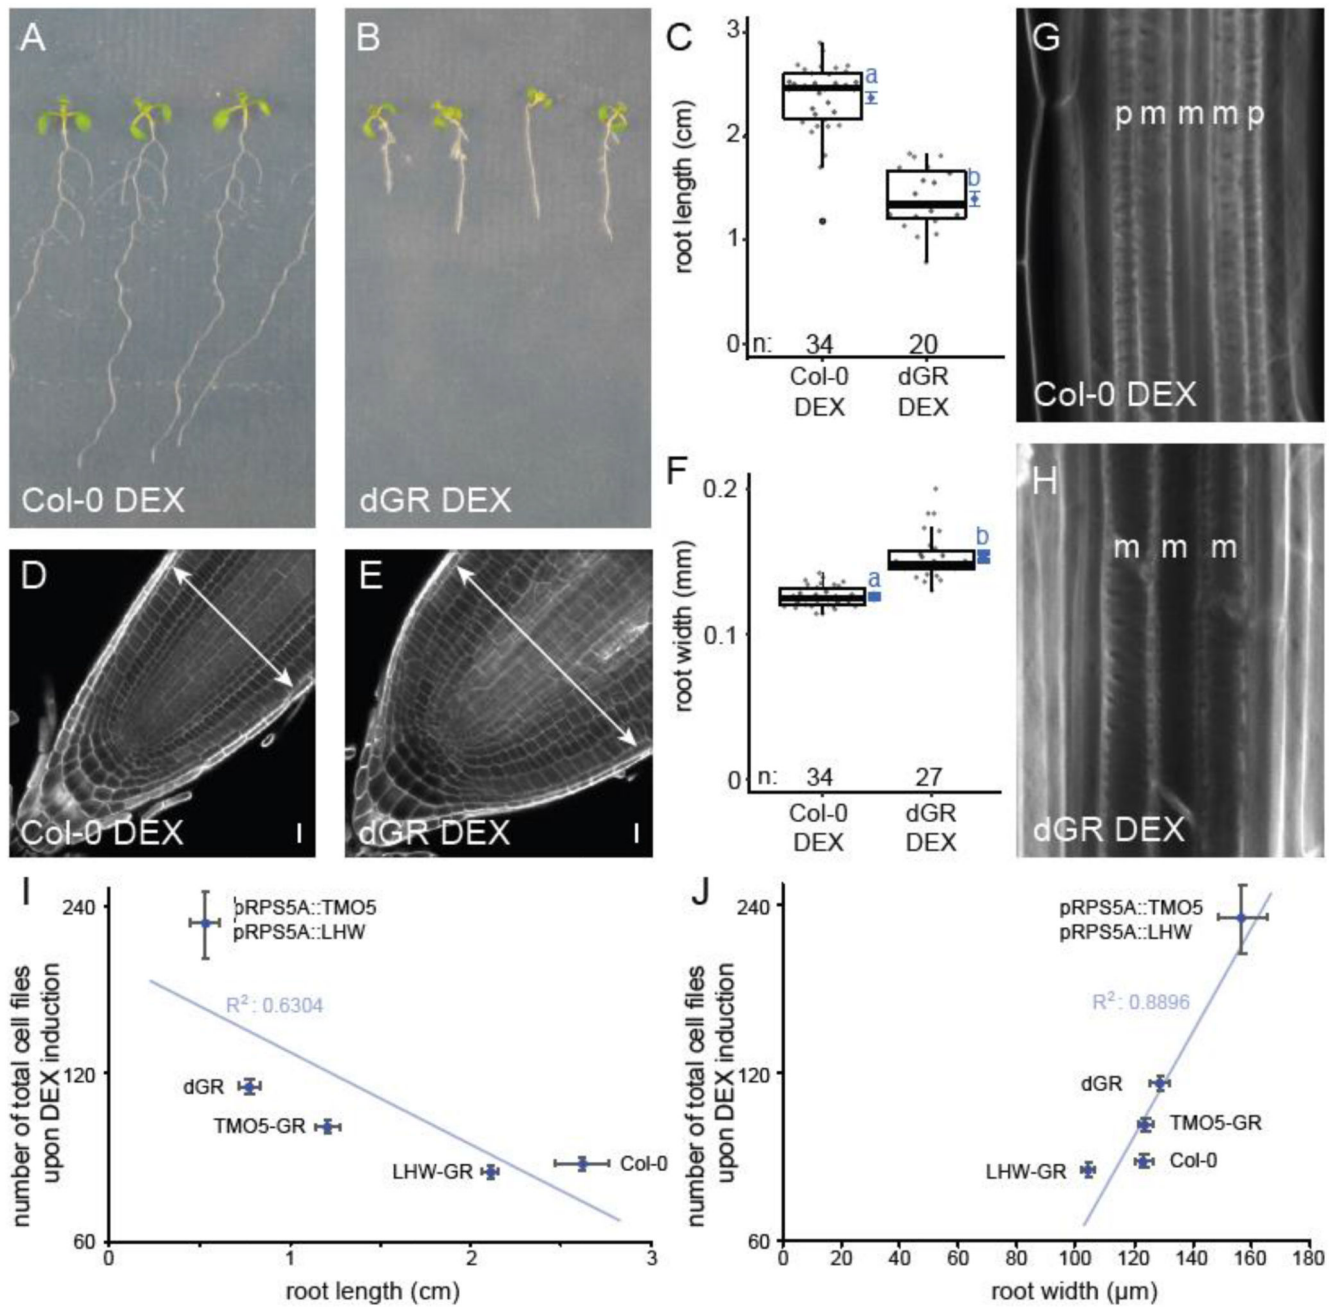 A
Col-0 DEX
B
dGR DEX
C
root length (cm)
3
2
1
0
a
b
n: 34 20
Col-0 dGR
DEX DEX
D
Col-0 DEX
E
dGR DEX
F
root width (mm)
0.2
0.1
0
a
b
n: 34 27
Col-0 dGR
DEX DEX
G
p m m m p
Col-0 DEX
H
m m m
dGR DEX
I
number of total cell files
upon DEX induction
240
120
60
pRPS5A::TMO5
pRPS5A::LHW
R²: 0.6304
dGR
TMO5-GR
LHW-GR
Col-0
0 1 2 3
root length (cm)
J
number of total cell files
upon DEX induction
240
120
60
pRPS5A::TMO5
pRPS5A::LHW
R²: 0.8896
dGR
TMO5-GR
LHW-GR
Col-0
0 20 40 60 80 100 120 140 160 180
root width (µm)